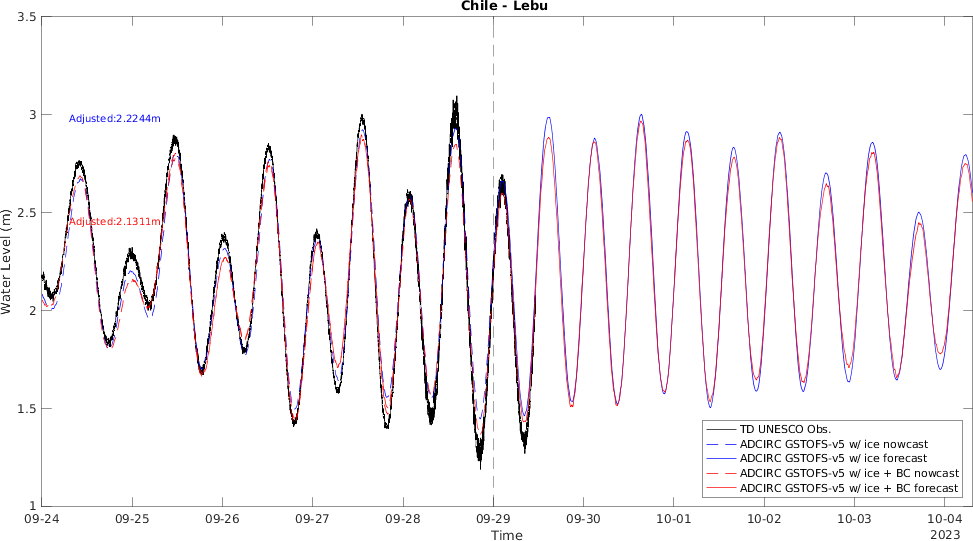 Chile - Lebu
3.5
3
2.5
2
1.5
1
Water Level (m)
Adjusted:2.2244m
Adjusted:2.1311m
TD UNESCO Obs.
ADCIRC GSTOFS-v5 w/ ice nowcast
ADCIRC GSTOFS-v5 w/ ice forecast
ADCIRC GSTOFS-v5 w/ ice + BC nowcast
ADCIRC GSTOFS-v5 w/ ice + BC forecast
09-24 09-25 09-26 09-27 09-28 09-29 09-30 10-01 10-02 10-03 10-04
Time
2023